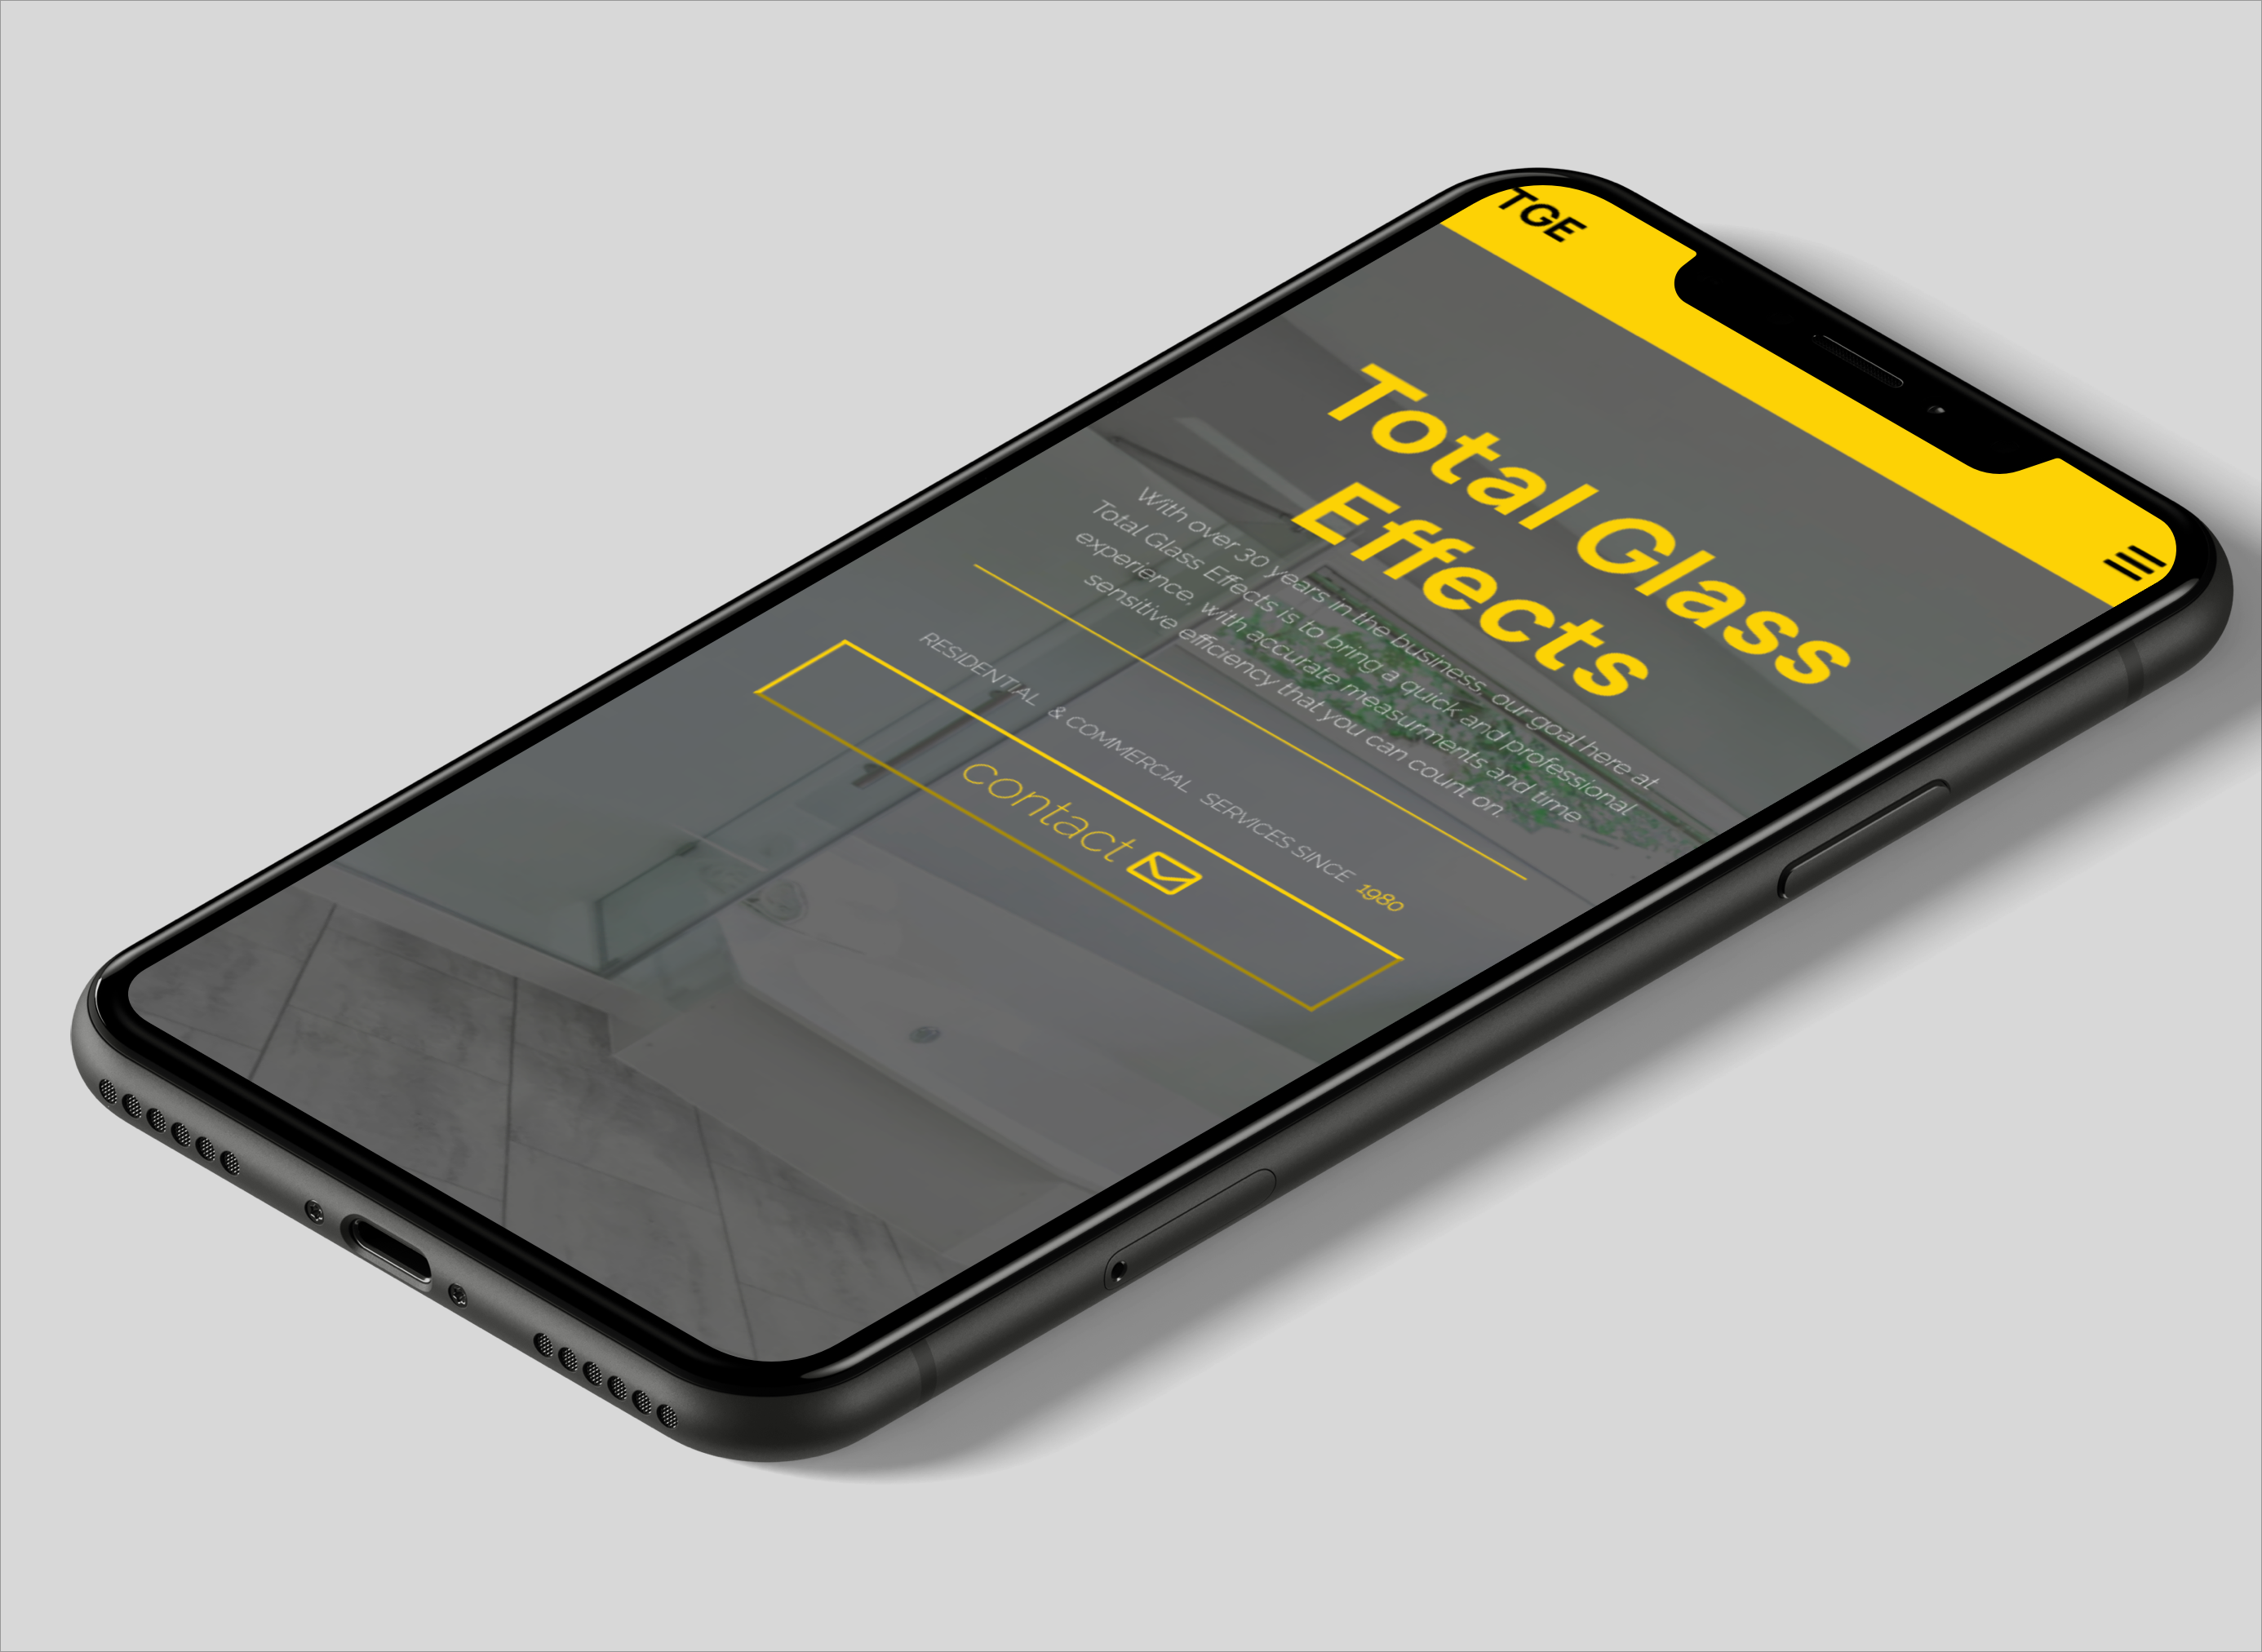 TGE
Total Glass
Effects
With over 30 years in the business, our goal here at
Total Glass Effects is to bring a quick and professional
experience, with accurate measurments and time
sensitive efficiency that you can count on.
RESIDENTIAL & COMMERCIAL SERVICES SINCE 1980
contact